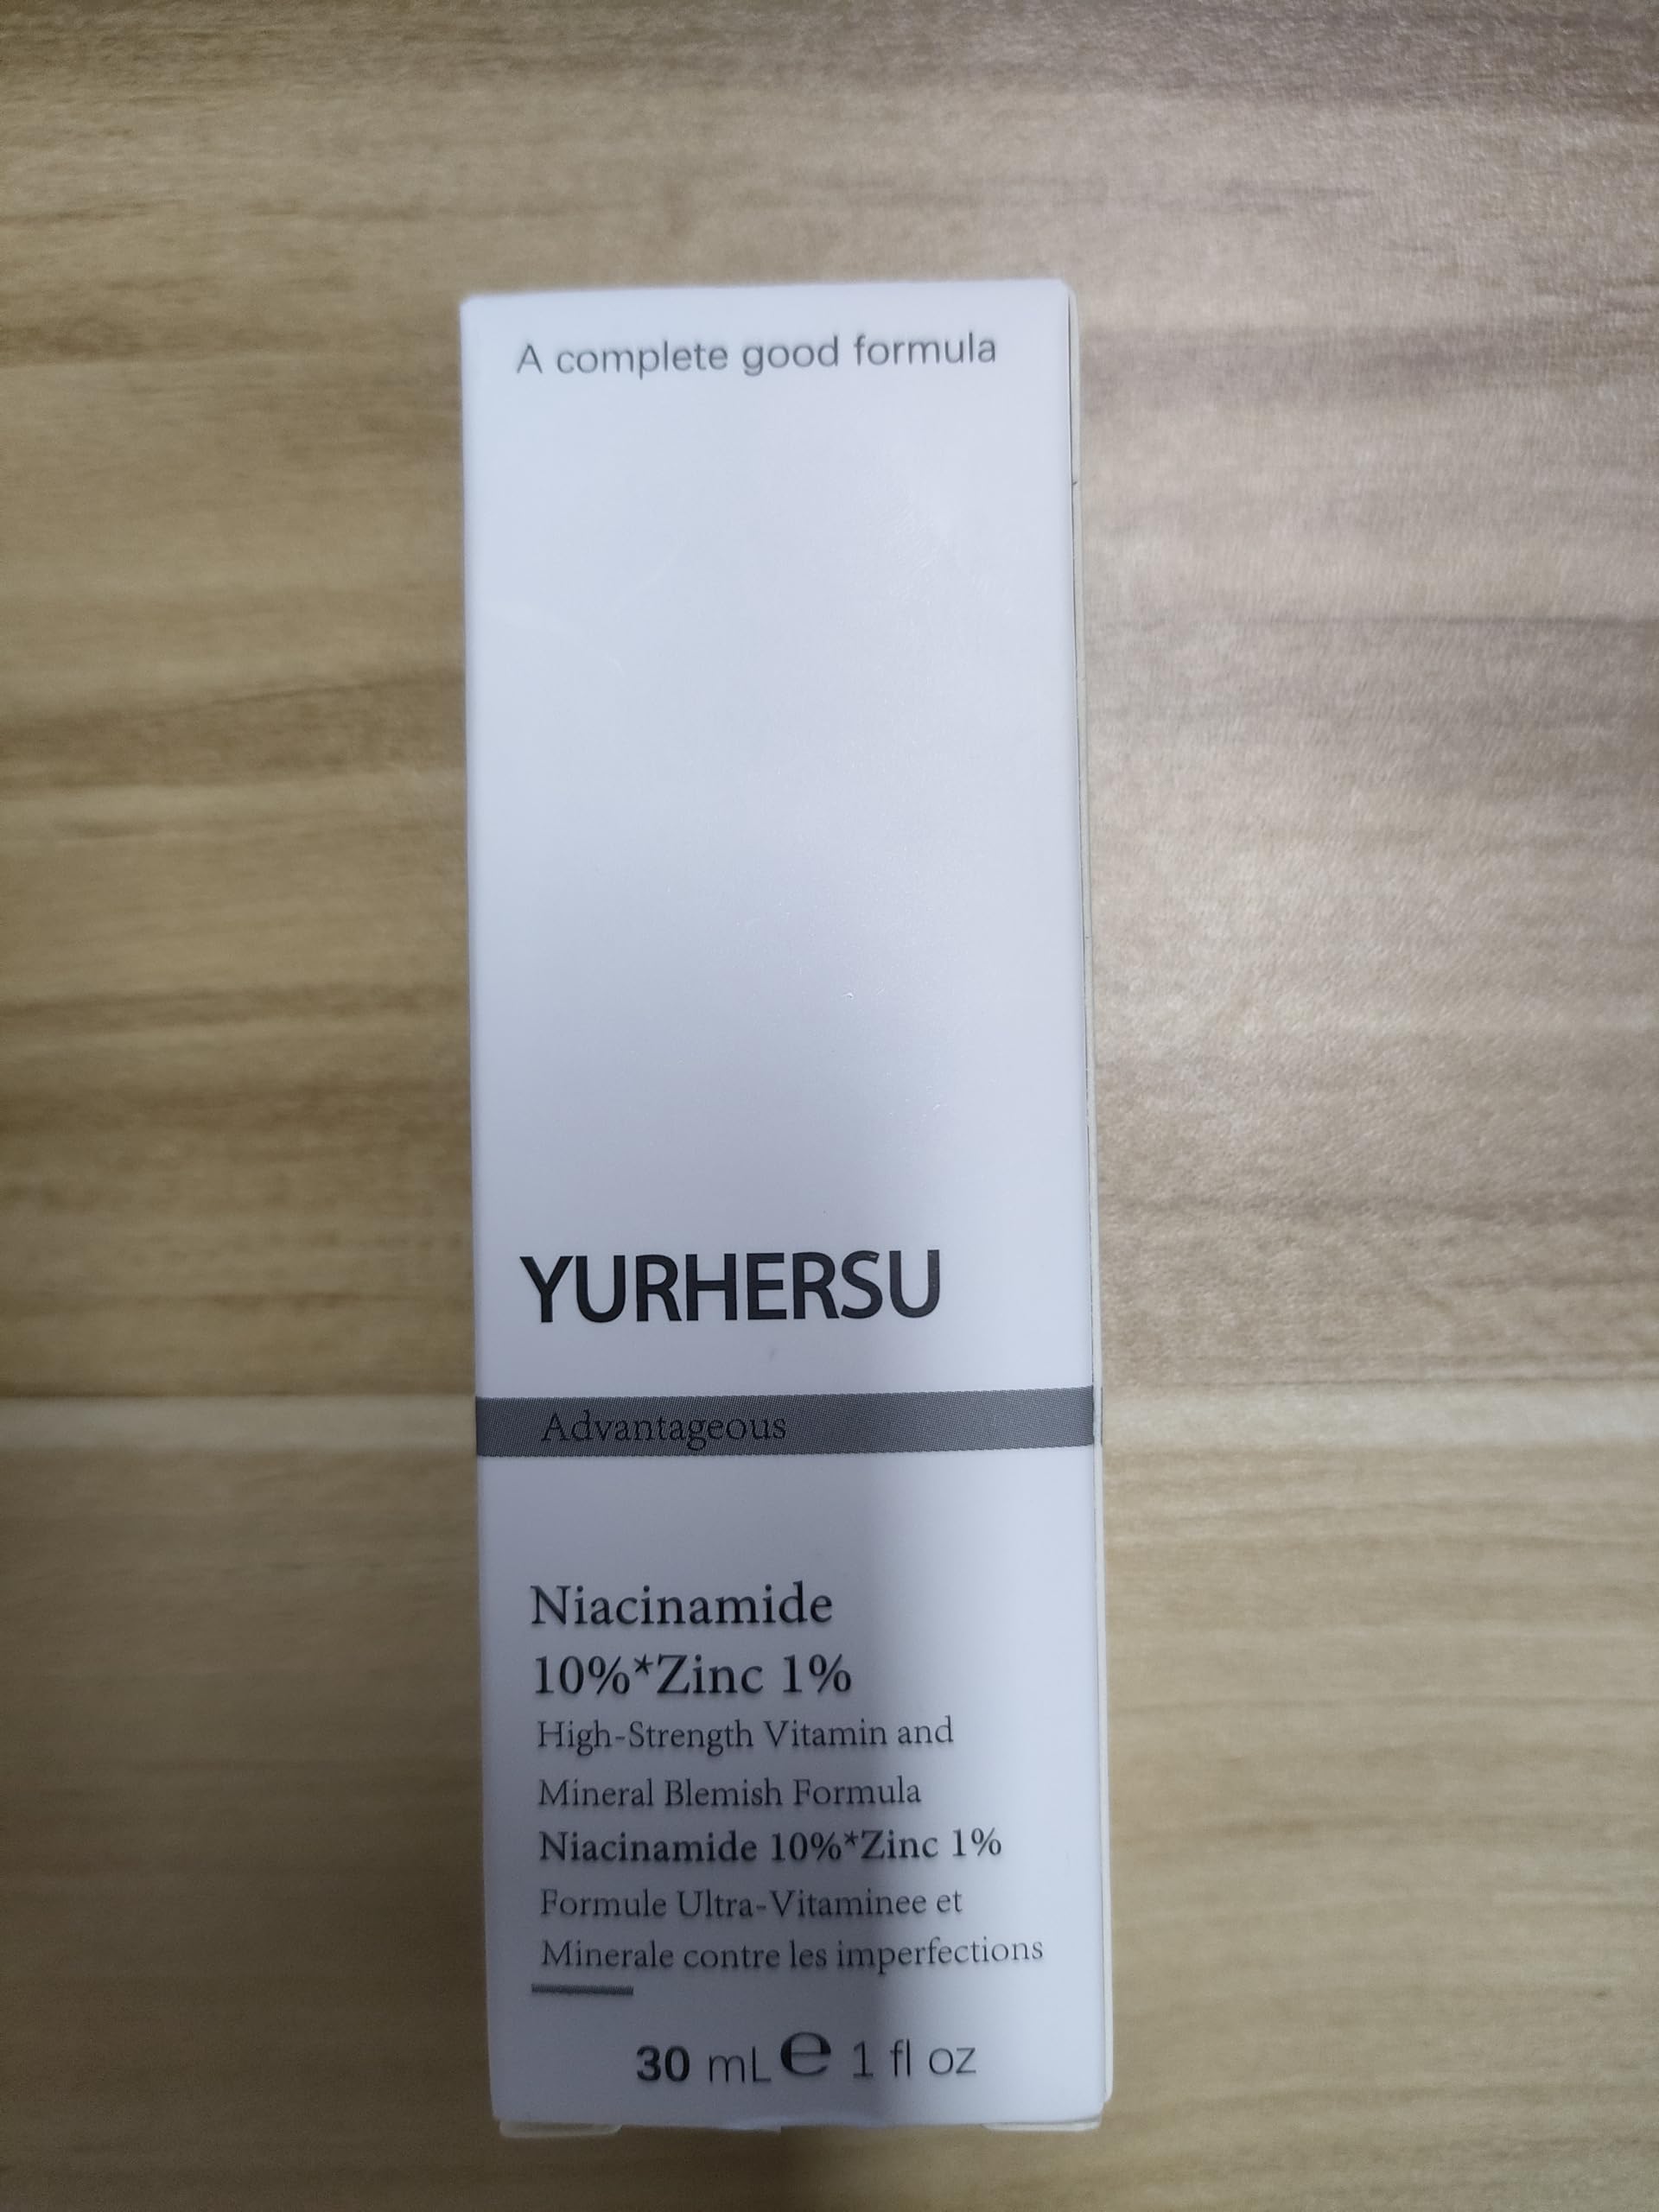 A complete good formula
YURHERSU
Advantageous
Niacinamide
10%*Zinc 1%
High-Strength Vitamin and
Mineral Blemish Formula
Niacinamide 10%*Zinc 1%
Formule Ultra-Vitaminee et
Minerale contre les imperfections
30 mL e 1 fl oz